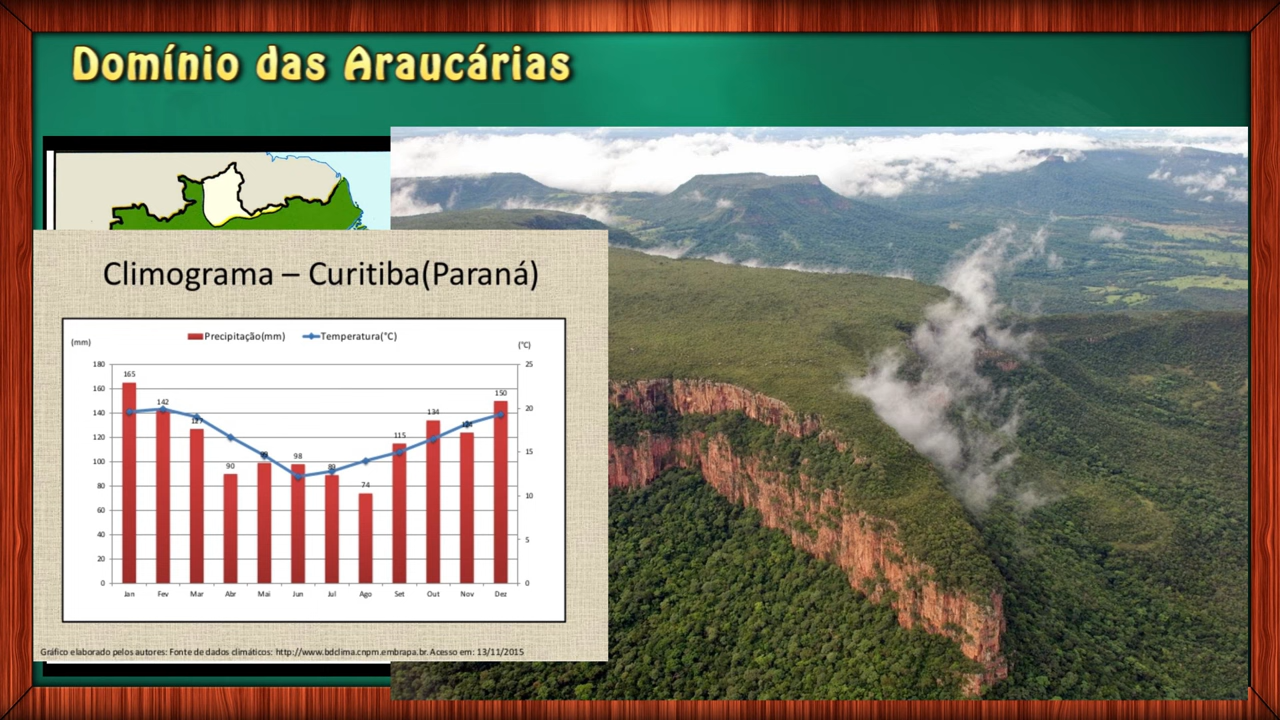 Domínio das Araucárias
Climograma – Curitiba(Paraná)
Precipitação(mm) Temperatura(°C)
(mm) (°C)
180 25
160
140 20
120
100 15
80 10
60
40 5
20
0 0
165 142 127 90 98 89 74 115 134 150
Jan Fev Mar Abr Mai Jun Jul Ago Set Out Nov Dez
Gráfico elaborado pelos autores: Fonte de dados climáticos: http://www.bdclima.cnpm.embrapa.br. Acesso em: 13/11/2015